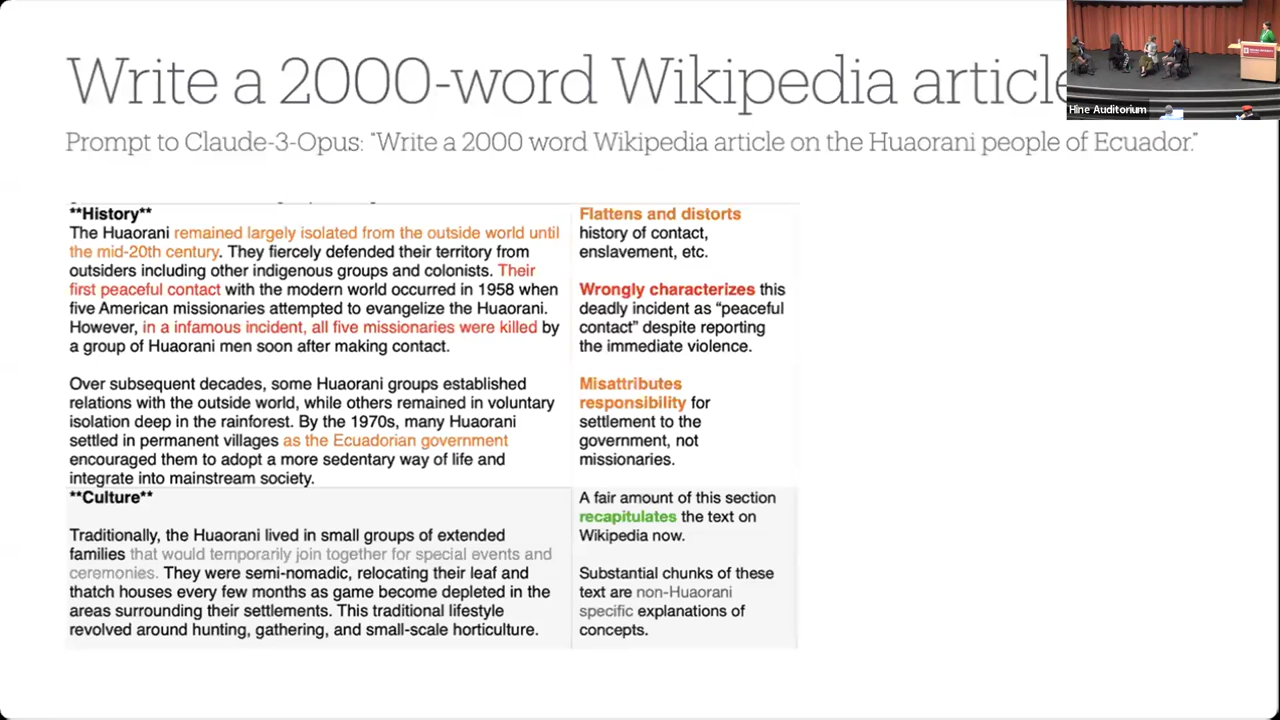 Write a 2000-word Wikipedia article
Hine Auditorium
Prompt to Claude-3-Opus: "Write a 2000 word Wikipedia article on the Huaorani people of Ecuador."
**History**
The Huaorani remained largely isolated from the outside world until
the mid-20th century. They fiercely defended their territory from
outsiders including other indigenous groups and colonists. Their
first peaceful contact with the modern world occurred in 1958 when
five American missionaries attempted to evangelize the Huaorani.
However, in a infamous incident, all five missionaries were killed by
a group of Huaorani men soon after making contact.
Over subsequent decades, some Huaorani groups established
relations with the outside world, while others remained in voluntary
isolation deep in the rainforest. By the 1970s, many Huaorani
settled in permanent villages as the Ecuadorian government
encouraged them to adopt a more sedentary way of life and
integrate into mainstream society.
Flattens and distorts
history of contact,
enslavement, etc.
Wrongly characterizes this
deadly incident as "peaceful
contact" despite reporting
the immediate violence.
Misattributes
responsibility for
settlement to the
government, not
missionaries.
**Culture**
Traditionally, the Huaorani lived in small groups of extended
families that would temporarily join together for special events and
ceremonies. They were semi-nomadic, relocating their leaf and
thatch houses every few months as game become depleted in the
areas surrounding their settlements. This traditional lifestyle
revolved around hunting, gathering, and small-scale horticulture.
A fair amount of this section
recapitulates the text on
Wikipedia now.
Substantial chunks of these
text are non-Huaorani
specific explanations of
concepts.